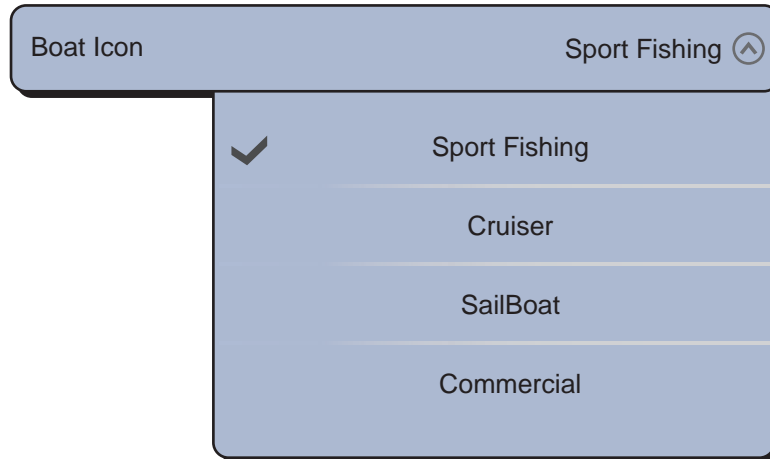 Boat Icon Sport Fishing
Sport Fishing
Cruiser
SailBoat
Commercial